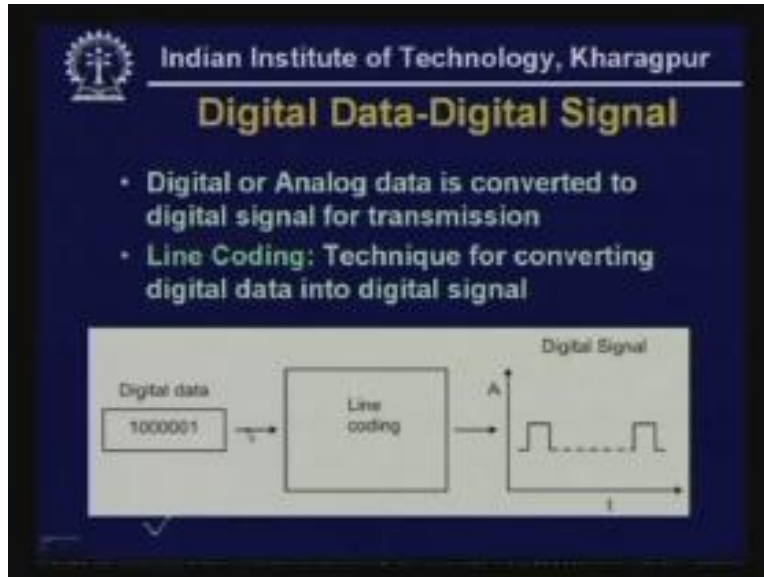 Indian Institute of Technology, Kharagpur
Digital Data-Digital Signal
• Digital or Analog data is converted to
digital signal for transmission
• Line Coding: Technique for converting
digital data into digital signal
Digital Signal
Digital data
A
1000001
Line
coding
t